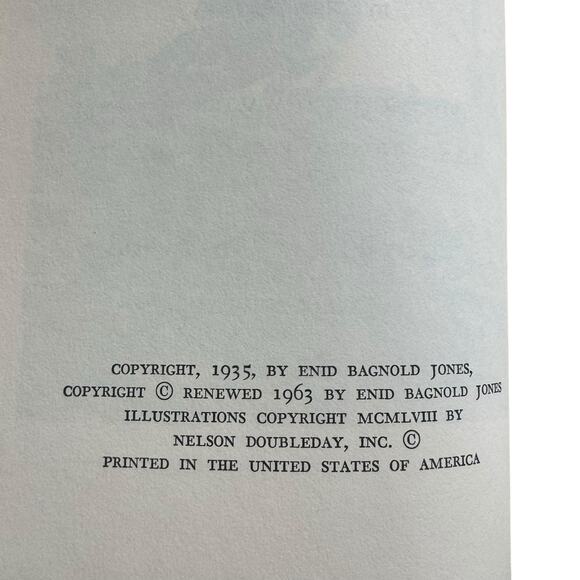 COPYRIGHT, 1935, BY ENID BAGNOLD JONES,
COPYRIGHT © RENEWED 1963 BY ENID BAGNOLD JONES
ILLUSTRATIONS COPYRIGHT MCMLVIII BY
NELSON DOUBLEDAY, INC. ©
PRINTED IN THE UNITED STATES OF AMERICA